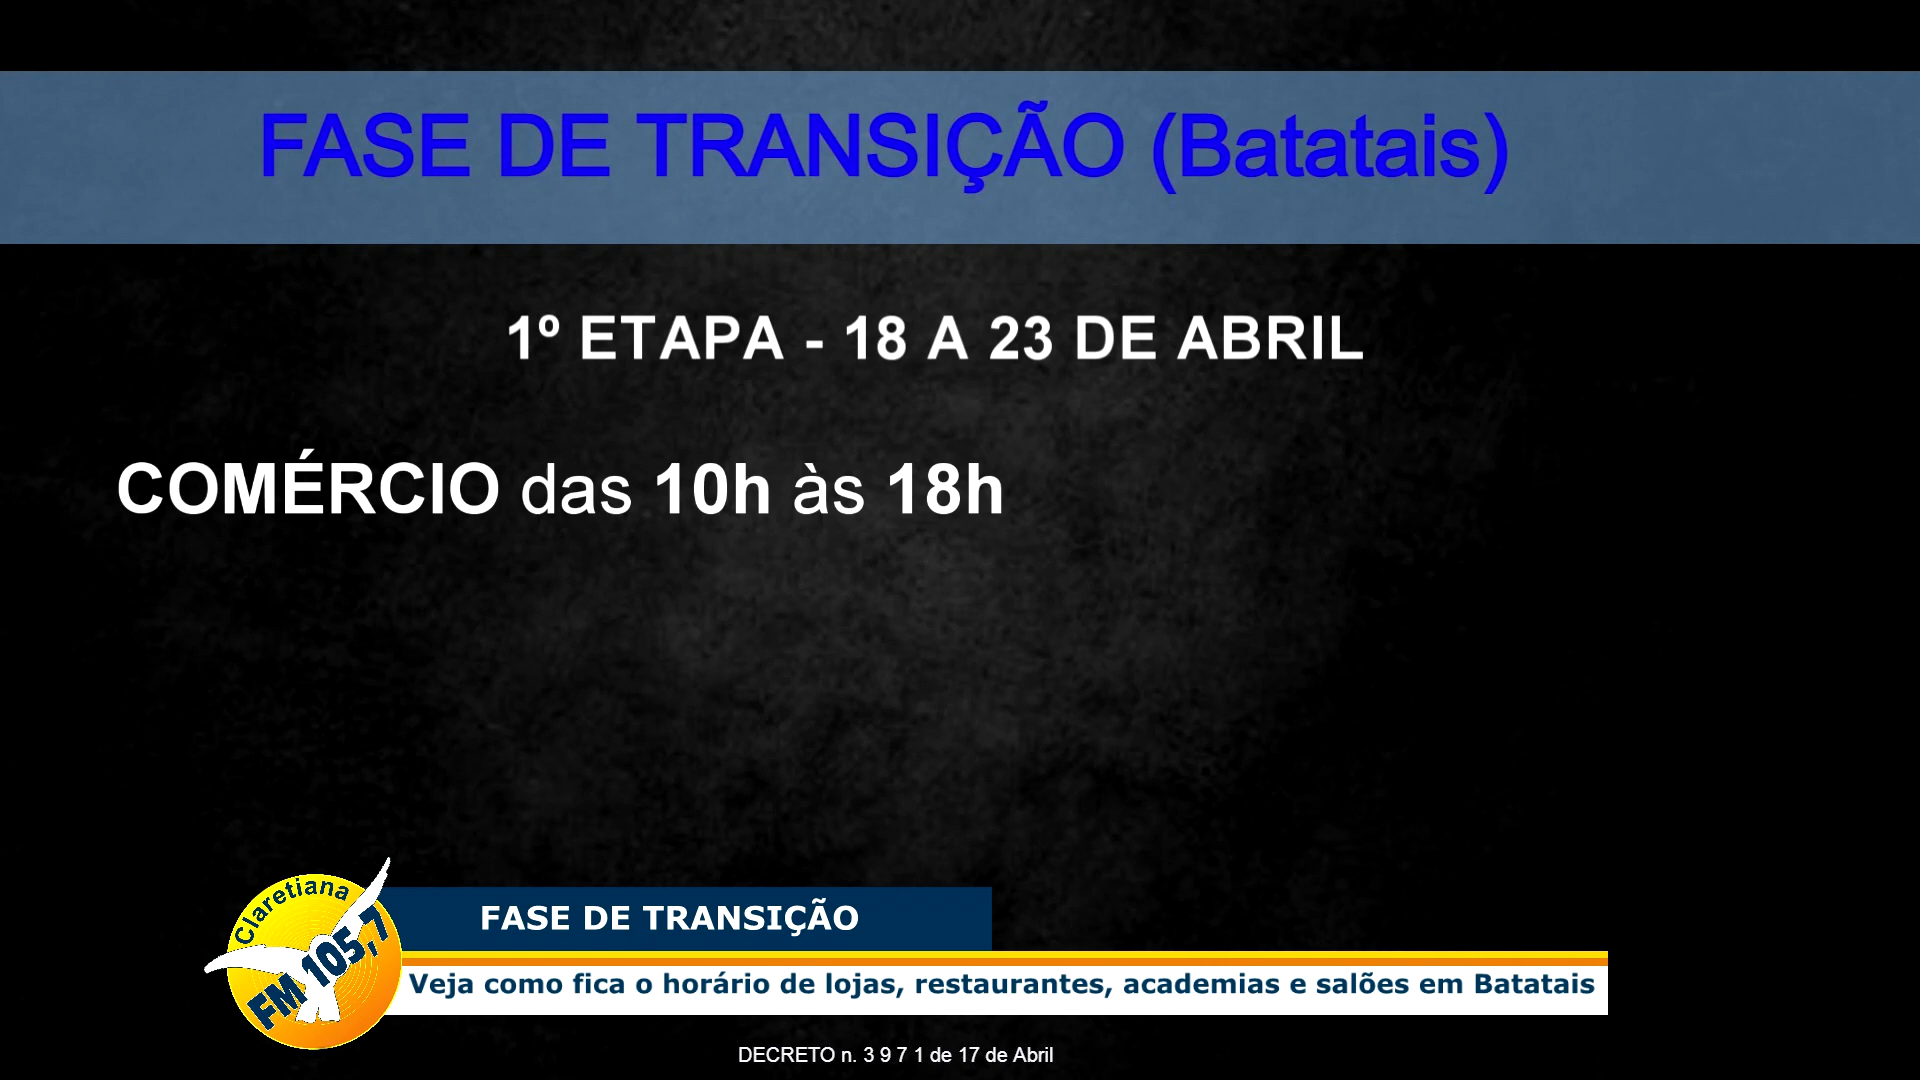 FASE DE TRANSIÇÃO (Batatais)
1º ETAPA - 18 A 23 DE ABRIL
COMÉRCIO das 10h às 18h
Claretiana
FM 105,7
FASE DE TRANSIÇÃO
Veja como fica o horário de lojas, restaurantes, academias e salões em Batatais
DECRETO n. 3 9 7 1 de 17 de Abril